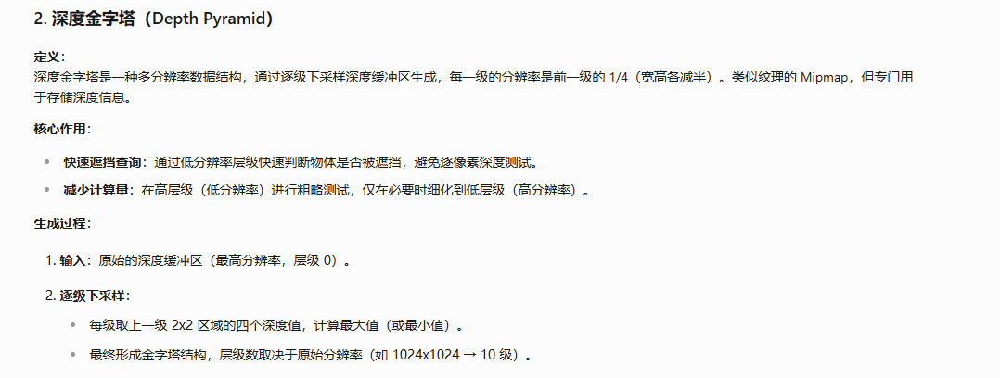 2. 深度金字塔（Depth Pyramid）
定义：
深度金字塔是一种多分辨率数据结构，通过逐级下采样深度缓冲区生成，每一级的分辨率是前一级的 1/4（宽高各减半）。类似纹理的 Mipmap，但专门用
于存储深度信息。
核心作用：
• 快速遮挡查询：通过低分辨率层级快速判断物体是否被遮挡，避免逐像素深度测试。
• 减少计算量：在高层级（低分辨率）进行粗略测试，仅在必要时细化到低层级（高分辨率）。
生成过程：
1. 输入：原始的深度缓冲区（最高分辨率，层级 0）。
2. 逐级下采样：
• 每级取上一级 2x2 区域的四个深度值，计算最大值（或最小值）。
• 最终形成金字塔结构，层级数取决于原始分辨率（如 1024x1024 → 10 级）。